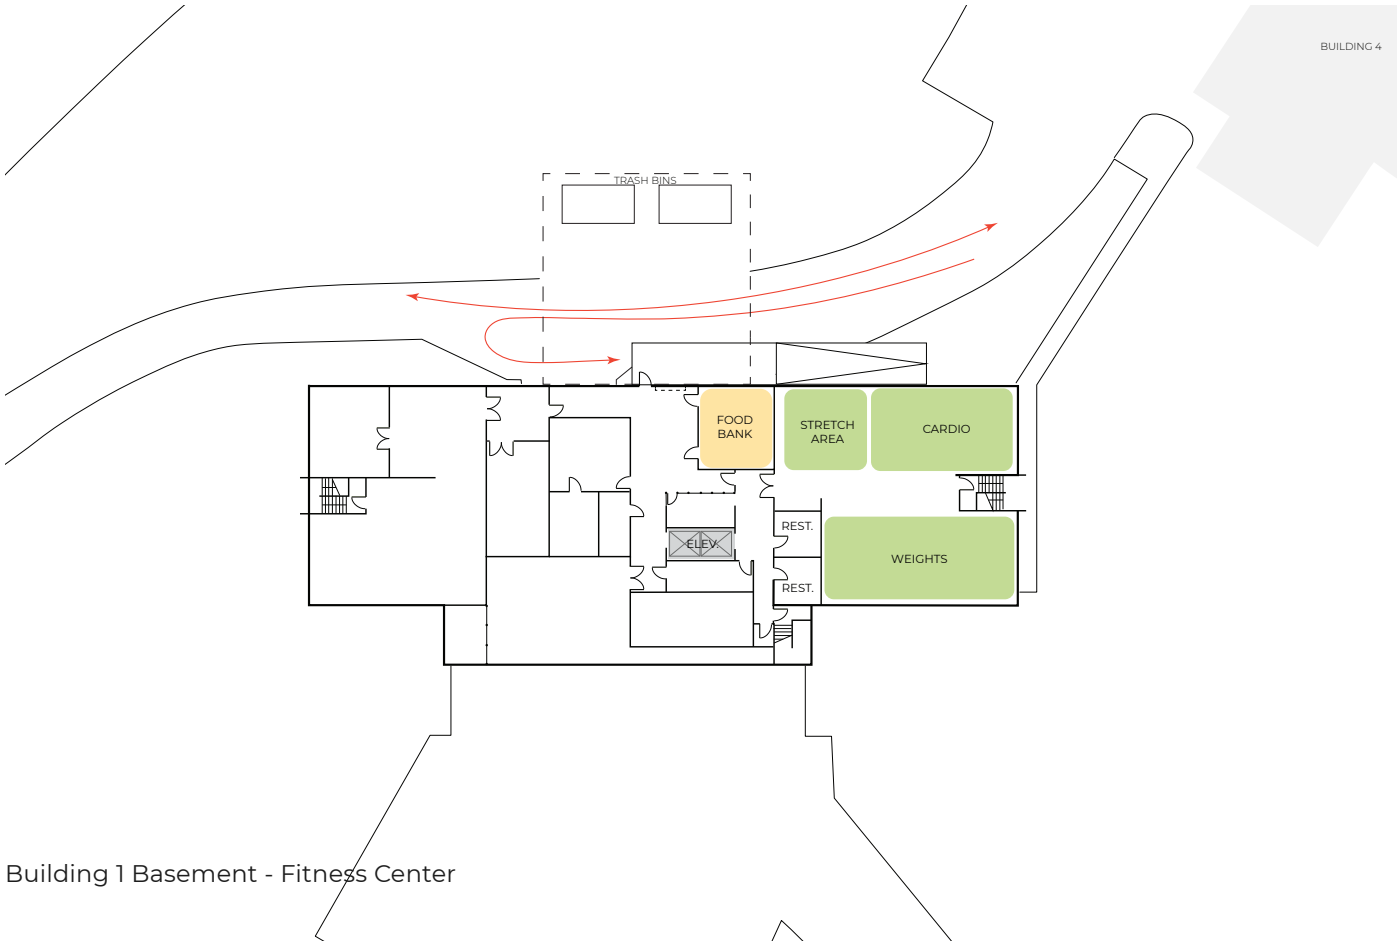 BUILDING 4
TRASH BINS
FOOD
BANK
STRETCH
AREA
CARDIO
REST.
ELEV.
WEIGHTS
REST.
Building 1 Basement - Fitness Center